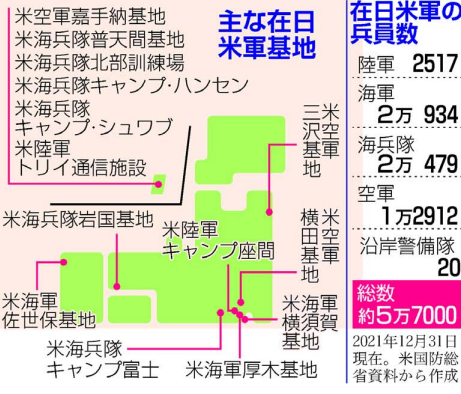 主な在日
米軍基地
米空軍嘉手納基地
米海兵隊普天間基地
米海兵隊北部訓練場
米海兵隊キャンプ・ハンセン
米海兵隊
キャンプ・シュワブ
米陸軍
トリイ通信施設
米空軍
三沢基地
米海兵隊岩国基地
米陸軍
キャンプ座間
米空軍
横田基地
米海軍
佐世保基地
米海軍
横須賀
基地
米海兵隊
キャンプ富士
米海軍厚木基地
在日米軍の
兵員数
陸軍 2517
海軍
2万 934
海兵隊
2万 479
空軍
1万2912
沿岸警備隊
20
総数
約5万7000
2021年12月31日
現在。米国防総
省資料から作成